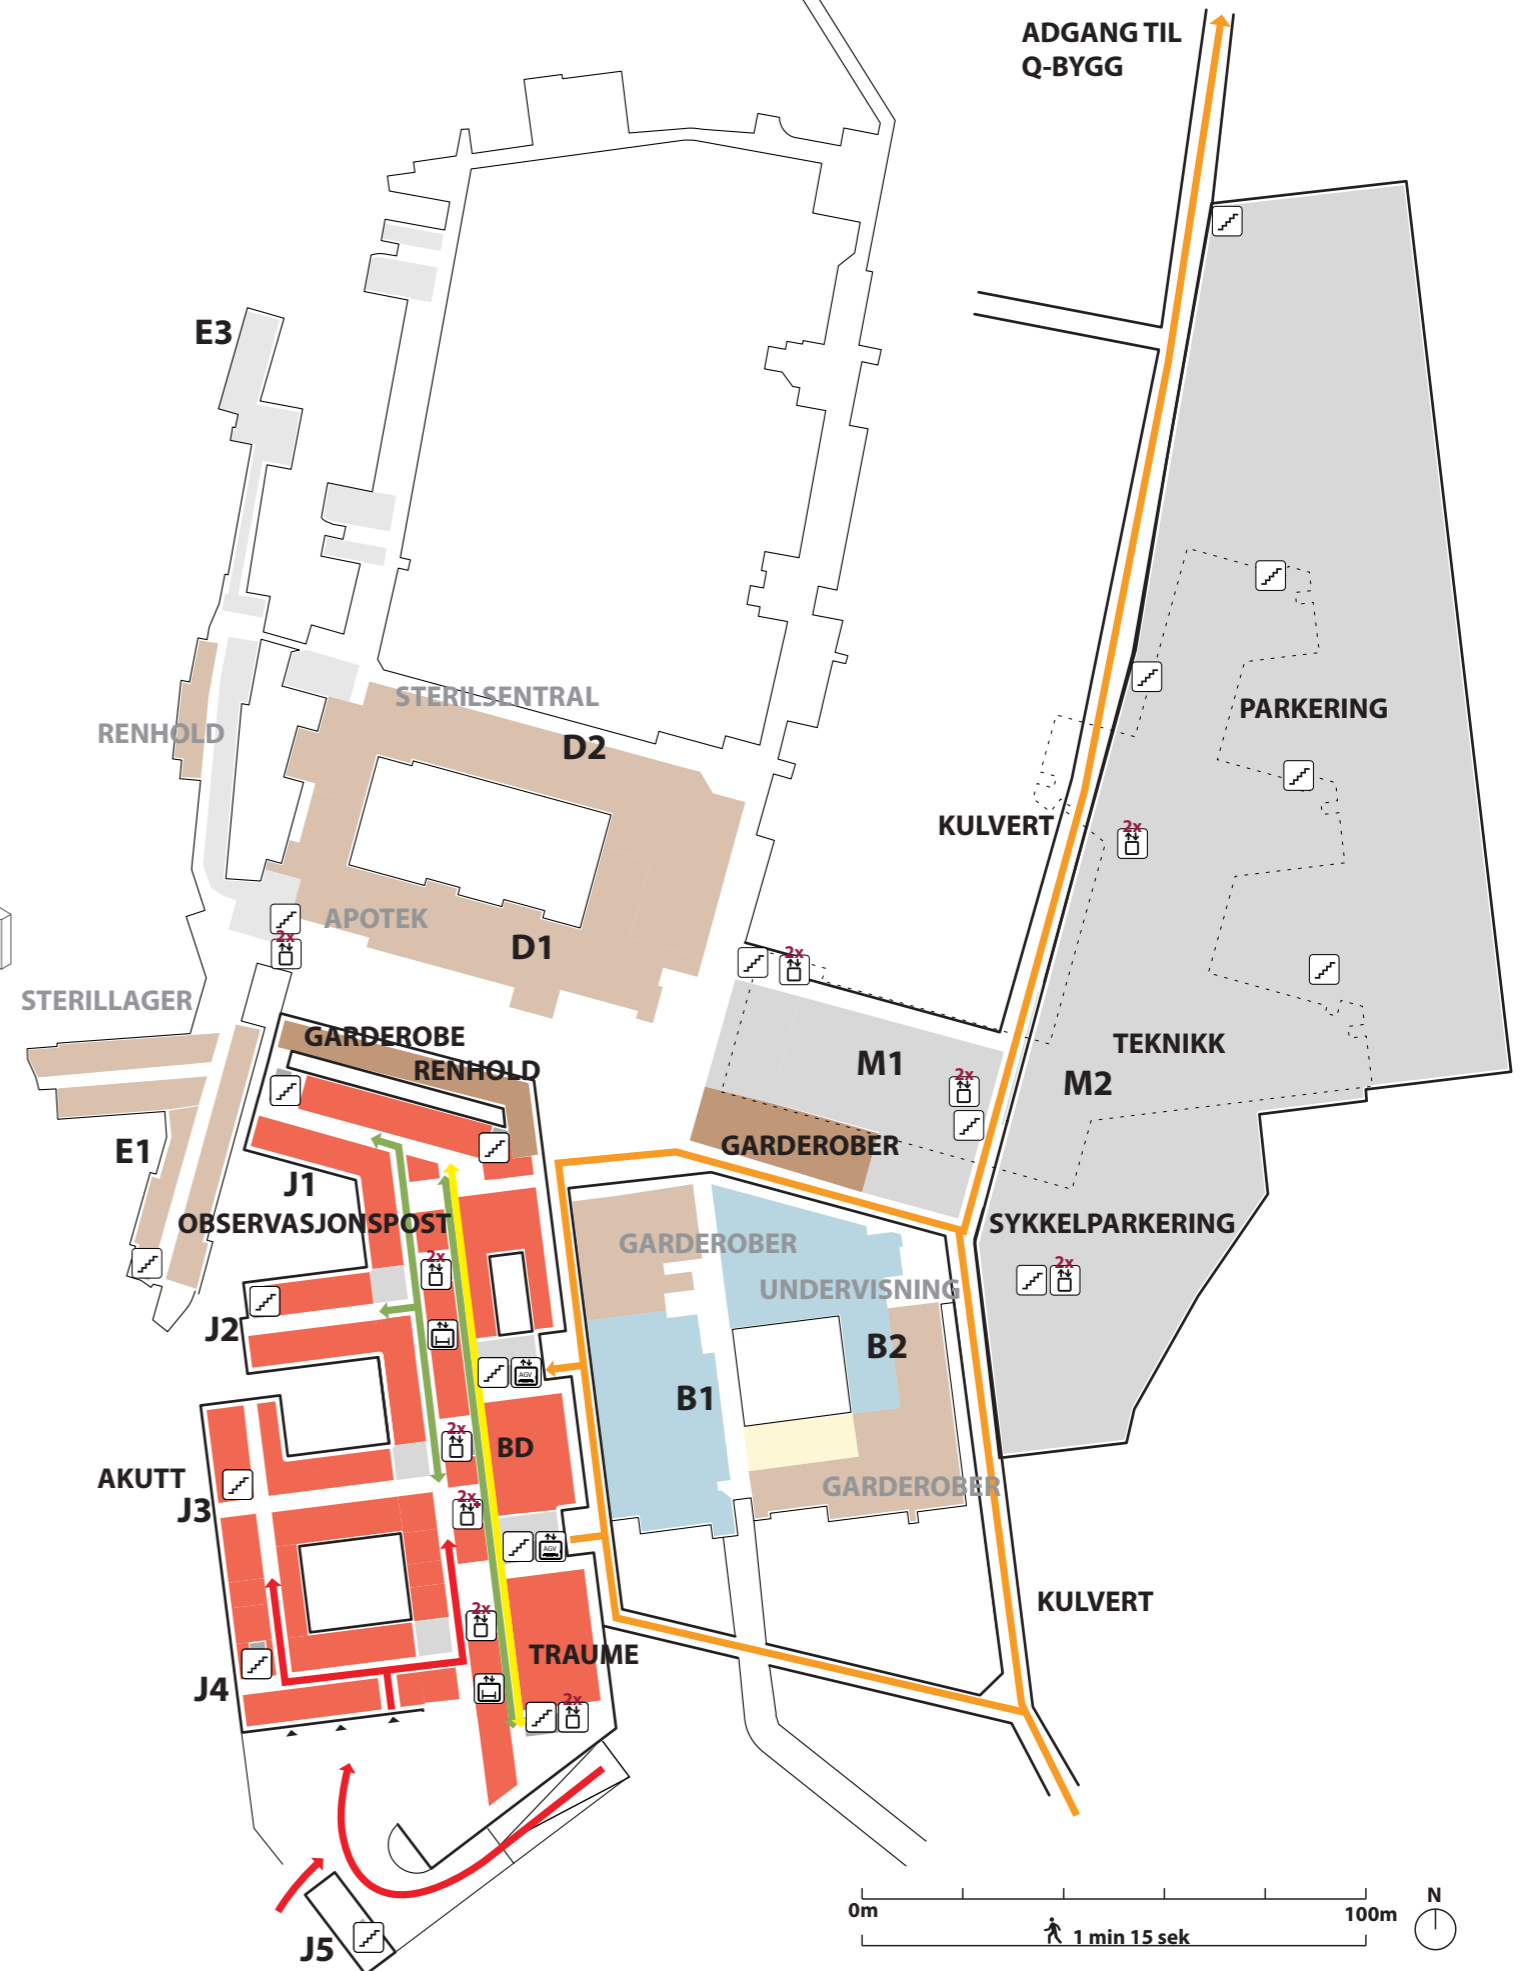 ADGANG TIL
Q-BYGG
E3
STERILSENTRAL
D2
RENHOLD
PARKERING
KULVERT
2x
APOTEK
2x
D1
2x
STERILLAGER
GARDEROBE
RENHOLD
TEKNIKK
M1
2x
M2
E1
GARDEROBER
J1
OBSERVASJONSPOST
SYKKELPARKERING
GARDEROBER
2x
2x
UNDERVISNING
J2
B2
AGV
B1
2x
BD
AKUTT
GARDEROBER
J3
2x
AGV
KULVERT
2x
TRAUME
J4
2x
N
0m
100m
1 min 15 sek
J5